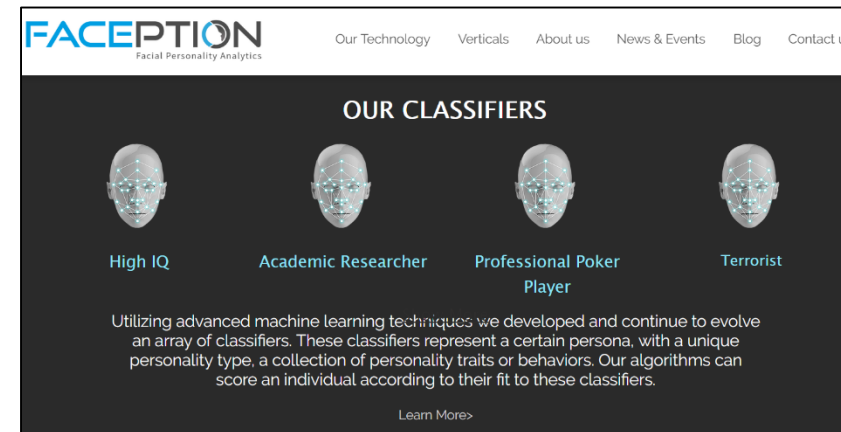 FACEPTION
Facial Personality Analytics
Our Technology Verticals About us News & Events Blog Contact u
OUR CLASSIFIERS
High IQ Academic Researcher Professional Poker Player Terrorist
Utilizing advanced machine learning techniques we developed and continue to evolve
an array of classifiers. These classifiers represent a certain persona, with a unique
personality type, a collection of personality traits or behaviors. Our algorithms can
score an individual according to their fit to these classifiers.
Learn More>